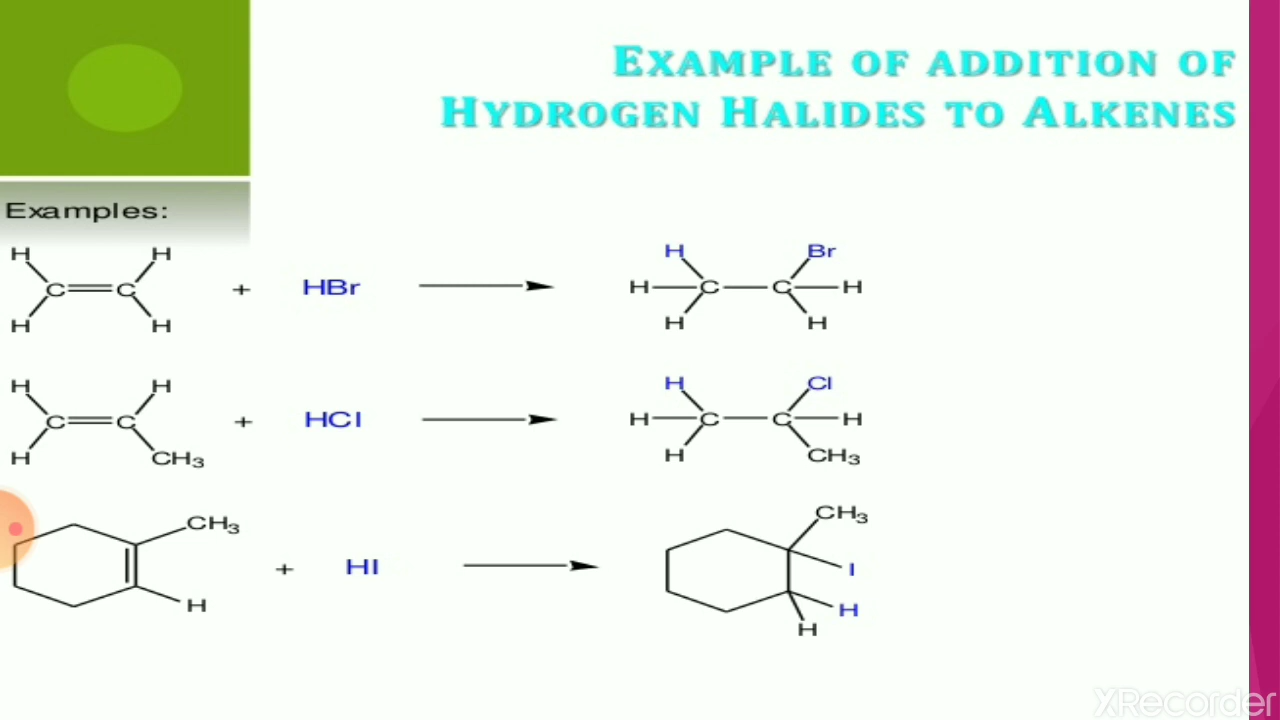 EXAMPLE OF ADDITION OF
HYDROGEN HALIDES TO ALKENES
Examples:
H H H Br
C C + HBr H C C H
H H H H
H H H Cl
C C + HCl H C C H
H CH3 H CH3
CH3 CH3
+ HI I
H H
H
XRecorder